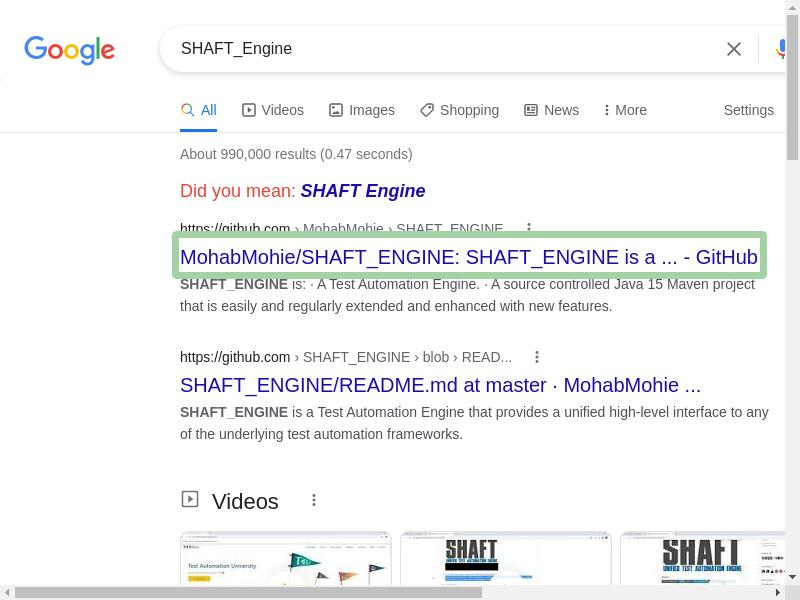 Google
SHAFT_Engine
All Videos Images Shopping News More Settings
About 990,000 results (0.47 seconds)
Did you mean: SHAFT Engine
https://github.com › MohabMohie › SHAFT_ENGINE
MohabMohie/SHAFT_ENGINE: SHAFT_ENGINE is a ... - GitHub
SHAFT_ENGINE is: · A Test Automation Engine. · A source controlled Java 15 Maven project
that is easily and regularly extended and enhanced with new features.
https://github.com › SHAFT_ENGINE › blob › READ...
SHAFT_ENGINE/README.md at master · MohabMohie ...
SHAFT_ENGINE is a Test Automation Engine that provides a unified high-level interface to any
of the underlying test automation frameworks.
Videos
Test Automation University
SHAFT
UNIFIED TEST AUTOMATION ENGINE
SHAFT
UNIFIED TEST AUTOMATION ENGINE